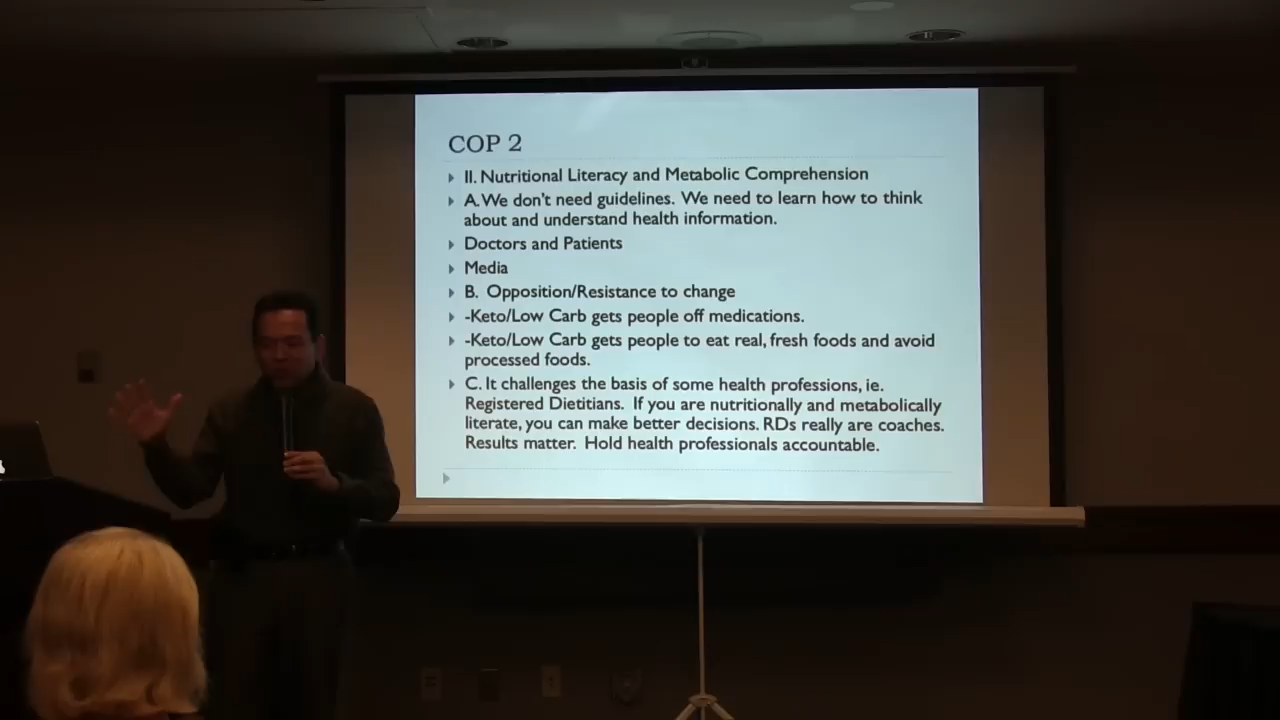 COP 2
II. Nutritional Literacy and Metabolic Comprehension
A. We don't need guidelines. We need to learn how to think
about and understand health information.
Doctors and Patients
Media
B. Opposition/Resistance to change
-Keto/Low Carb gets people off medications.
-Keto/Low Carb gets people to eat real, fresh foods and avoid
processed foods.
C. It challenges the basis of some health professions, ie.
Registered Dietitians. If you are nutritionally and metabolically
literate, you can make better decisions. RDs really are coaches.
Results matter. Hold health professionals accountable.